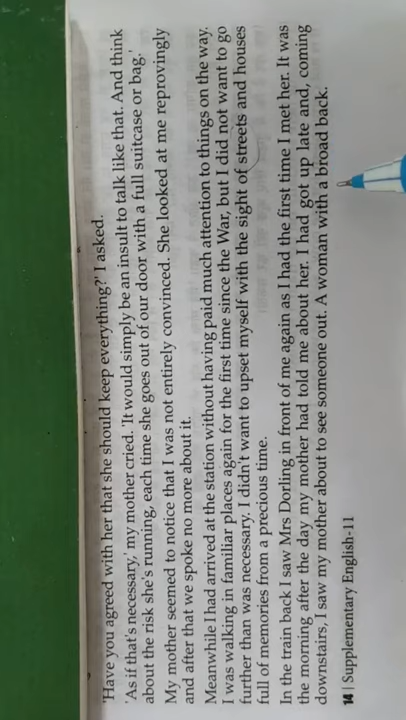 'Have you agreed with her that she should keep everything?' I asked.
'As if that's necessary,' my mother cried. 'It would simply be an insult to talk like that. And think
about the risk she's running, each time she goes out of our door with a full suitcase or bag.'
My mother seemed to notice that I was not entirely convinced. She looked at me reprovingly
and after that we spoke no more about it.
Meanwhile I had arrived at the station without having paid much attention to things on the way.
I was walking in familiar places again for the first time since the War, but I did not want to go
further than was necessary. I didn't want to upset myself with the sight of streets and houses
full of memories from a precious time.
In the train back I saw Mrs Dorling in front of me again as I had the first time I met her. It was
the morning after the day my mother had told me about her. I had got up late and, coming
downstairs, I saw my mother about to see someone out. A woman with a broad back.
14 | Supplementary English-11